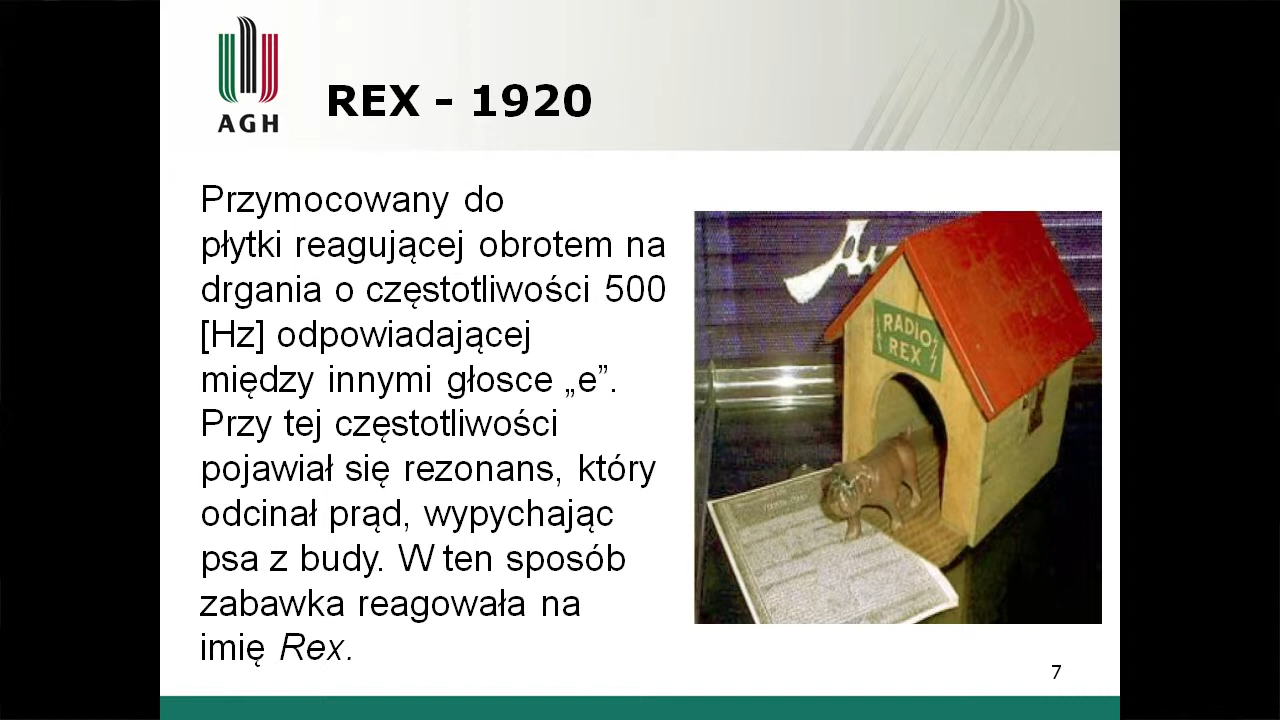 AGH
REX - 1920
Przymocowany do
płytki reagującej obrotem na
drgania o częstotliwości 500
[Hz] odpowiadającej
między innymi głosce „e”.
Przy tej częstotliwości
pojawiał się rezonans, który
odcinał prąd, wypychając
psa z budy. W ten sposób
zabawka reagowała na
imię Rex.
RADIO
REX
7